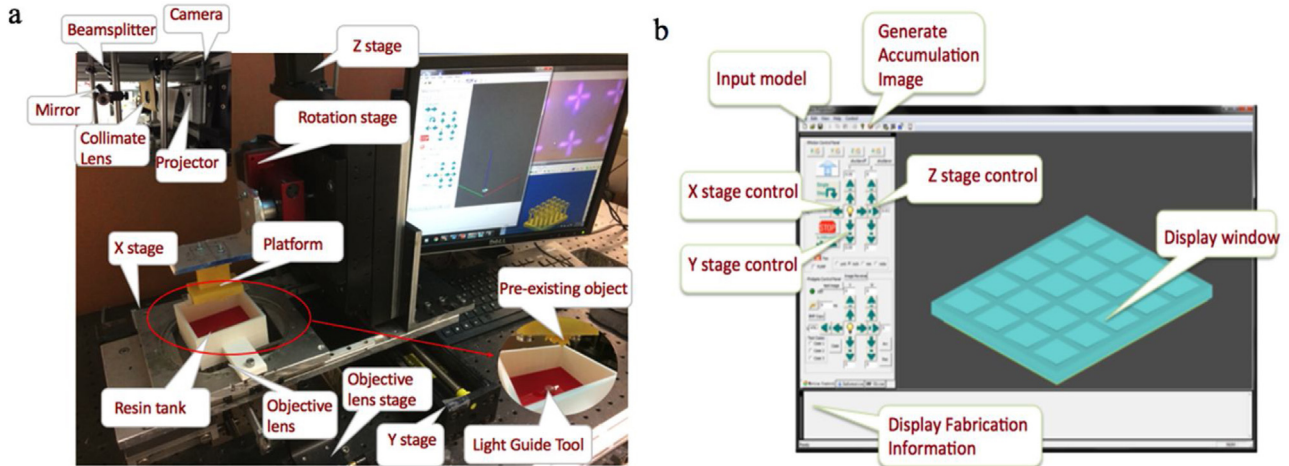 a
Camera
Beamsplitter
Z stage
Mirror
Rotation stage
Collimate
Lens
Projector
X stage
Platform
Pre-existing object
Resin tank
Objective
lens
Objective
lens stage
Y stage
Light Guide Tool
DELL
b
Generate
Accumulation
Image
Input model
X stage control
Z stage control
Y stage control
Display window
STOP
Display Fabrication
Information